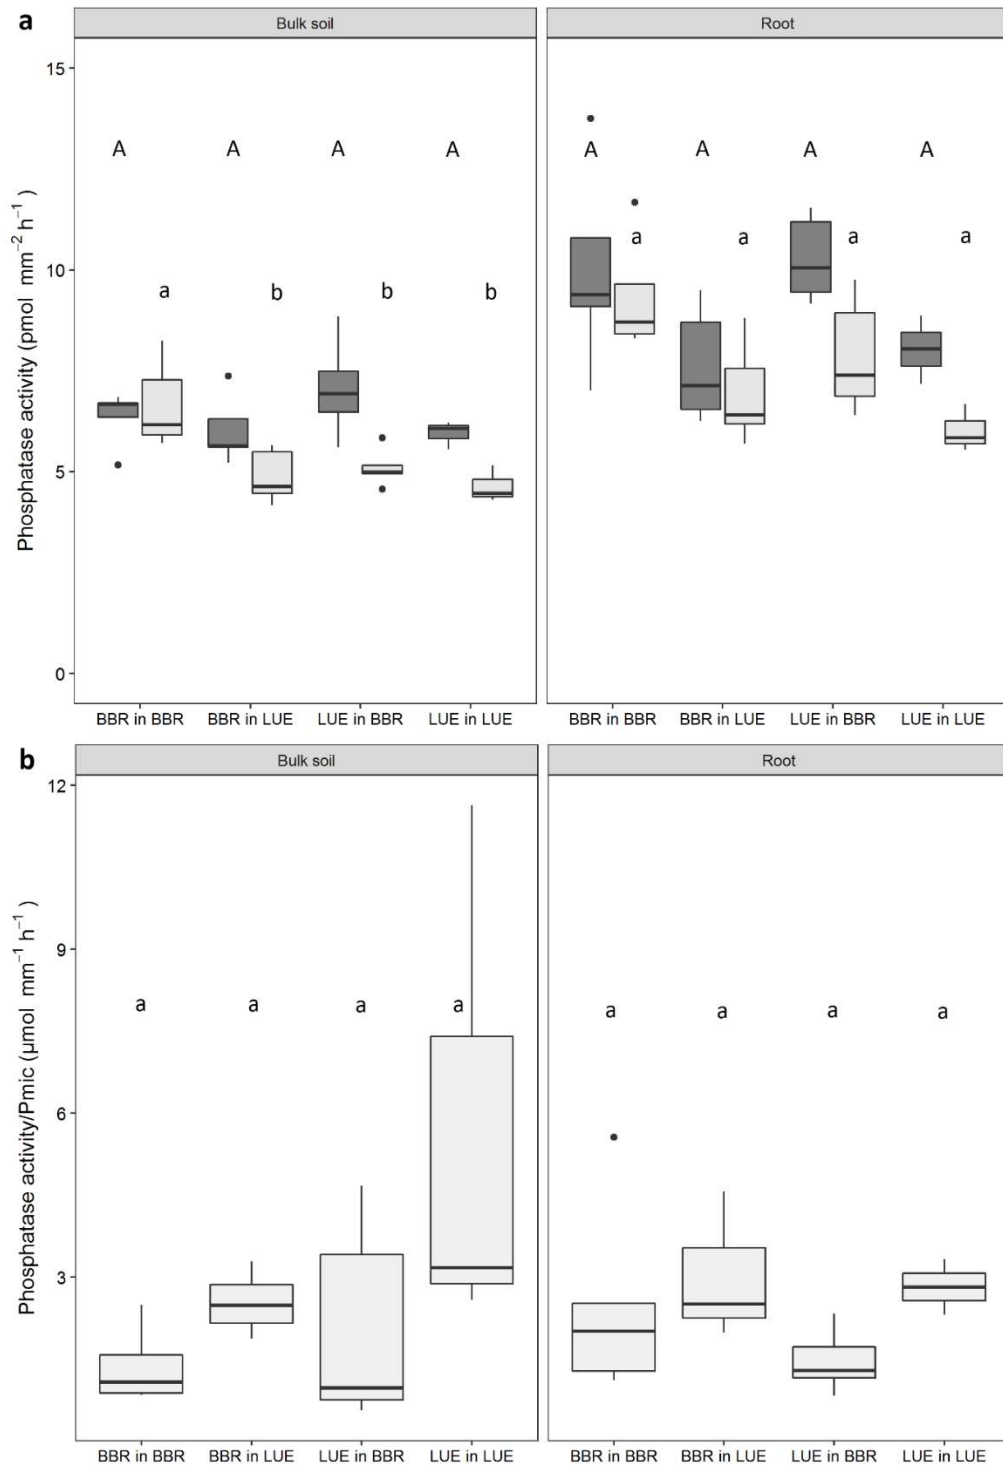 a
Bulk soil
Root
Phosphatase activity (pmol mm⁻² h⁻¹ )
15
10
5
0
A A A A
a b b b
A A A A
a a a a
BBR in BBR BBR in LUE LUE in BBR LUE in LUE
BBR in BBR BBR in LUE LUE in BBR LUE in LUE
b
Bulk soil
Root
Phosphatase activity/Pmic (µmol mm⁻¹ h⁻¹ )
12
9
6
3
a a a a
a a a a
BBR in BBR BBR in LUE LUE in BBR LUE in LUE
BBR in BBR BBR in LUE LUE in BBR LUE in LUE